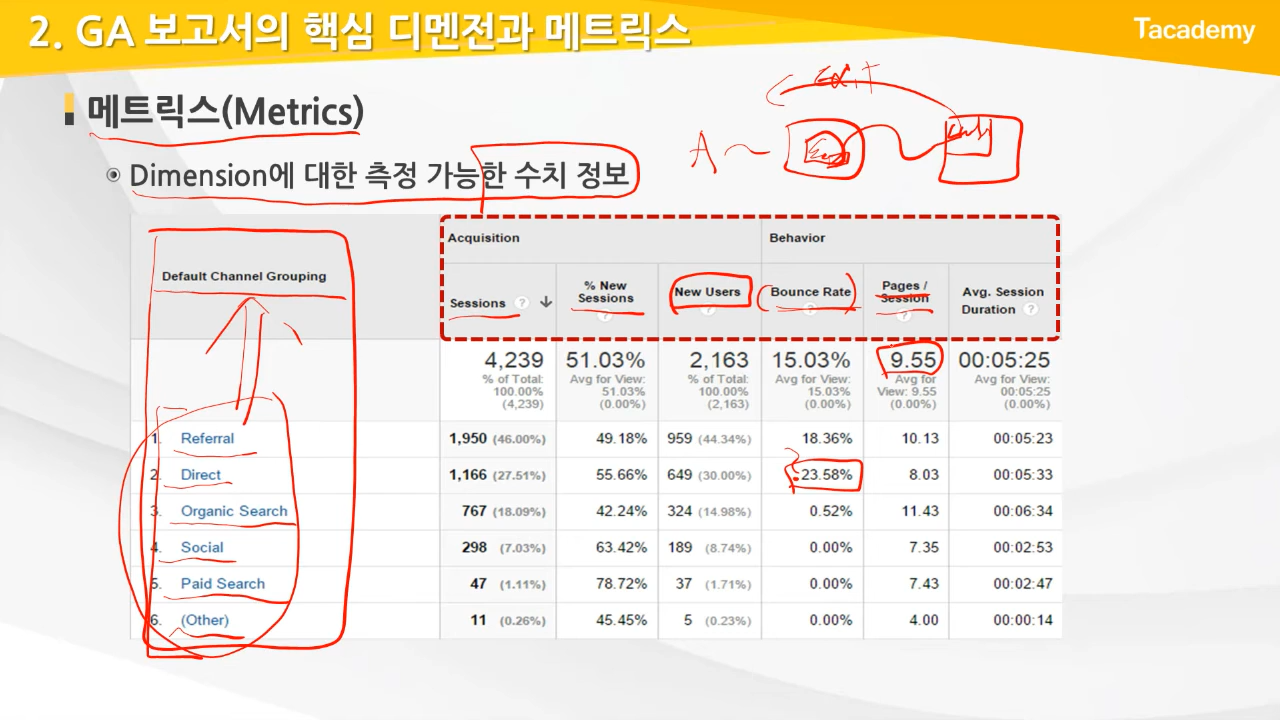 2. GA 보고서의 핵심 디멘전과 메트릭스
Tacademy
메트릭스(Metrics)
Exit
A
Dimension에 대한 측정 가능한 수치 정보
Default Channel Grouping
Acquisition
Behavior
Sessions ?
% New Sessions ?
New Users ?
Bounce Rate ?
Pages / Session ?
Avg. Session Duration ?
4,239
% of Total: 100.00% (4,239)
51.03%
Avg for View: 51.03% (0.00%)
2,163
% of Total: 100.00% (2,163)
15.03%
Avg for View: 15.03% (0.00%)
9.55
Avg for View: 9.55 (0.00%)
00:05:25
Avg for View: 00:05:25 (0.00%)
1. Referral 1,950 (46.00%) 49.18% 959 (44.34%) 18.36% 10.13 00:05:23
2. Direct 1,166 (27.51%) 55.66% 649 (30.00%) 23.58% 8.03 00:05:33
3. Organic Search 767 (18.09%) 42.24% 324 (14.98%) 0.52% 11.43 00:06:34
4. Social 298 (7.03%) 63.42% 189 (8.74%) 0.00% 7.35 00:02:53
5. Paid Search 47 (1.11%) 78.72% 37 (1.71%) 0.00% 7.43 00:02:47
6. (Other) 11 (0.26%) 45.45% 5 (0.23%) 0.00% 4.00 00:00:14